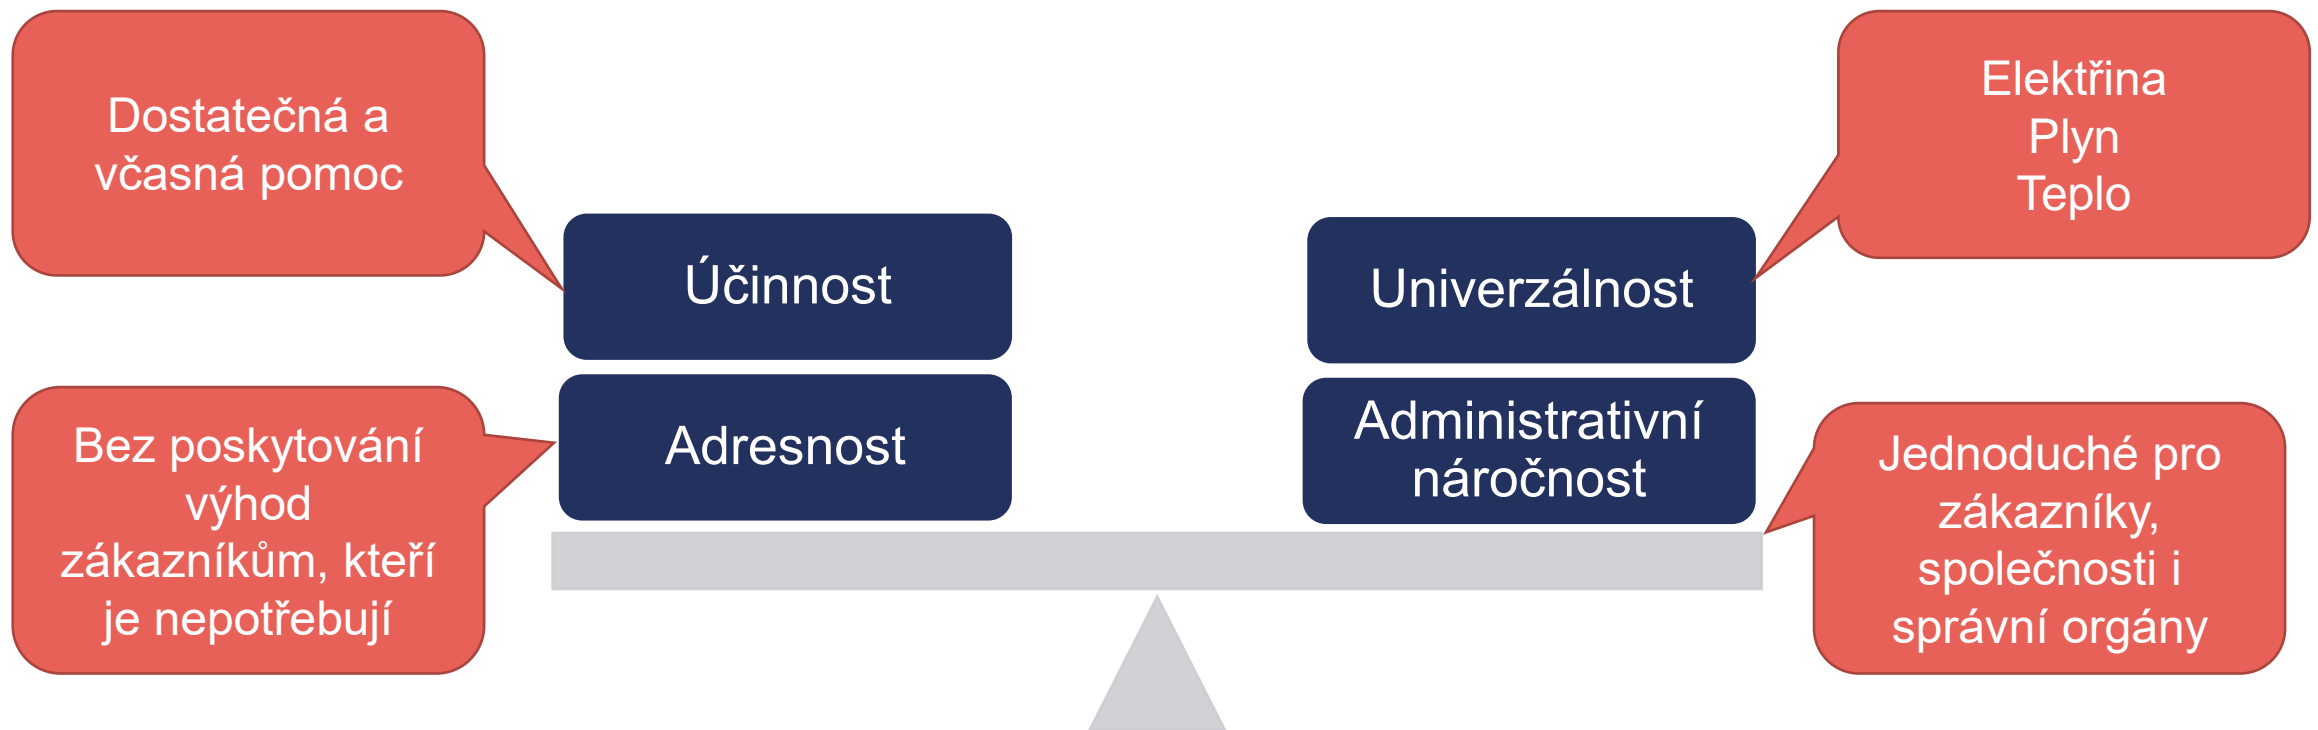 Dostatečná a
včasná pomoc
Účinnost
Bez poskytování
výhod
zákazníkům, kteří
je nepotřebují
Adresnost
Elektřina
Plyn
Teplo
Univerzálnost
Administrativní
náročnost
Jednoduché pro
zákazníky,
společnosti i
správní orgány